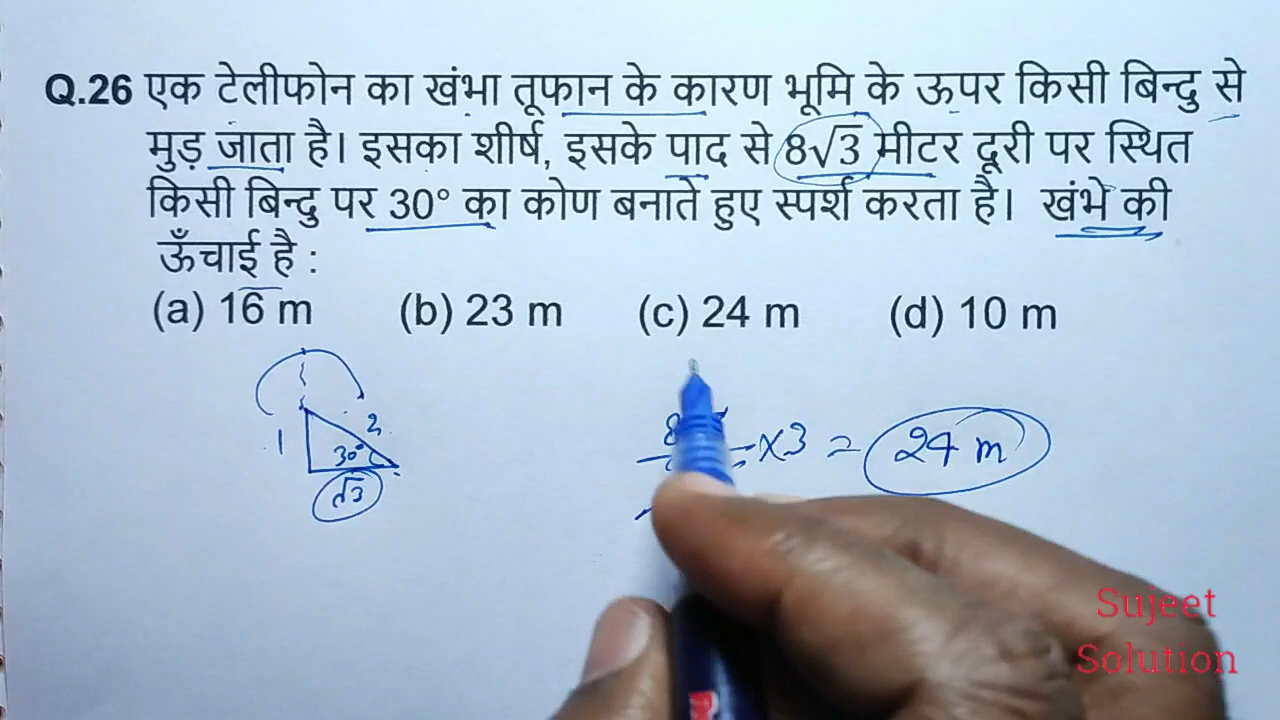 Q.26 एक टेलीफोन का खंभा तूफान के कारण भूमि के ऊपर किसी बिन्दु से
मुड़ जाता है। इसका शीर्ष, इसके पाद से 8√3 मीटर दूरी पर स्थित
किसी बिन्दु पर 30° का कोण बनाते हुए स्पर्श करता है। खंभे की
ऊँचाई है :
(a) 16 m (b) 23 m (c) 24 m (d) 10 m
1 2 30°
√3
8 ×3 = 24 m
Sujeet
Solution